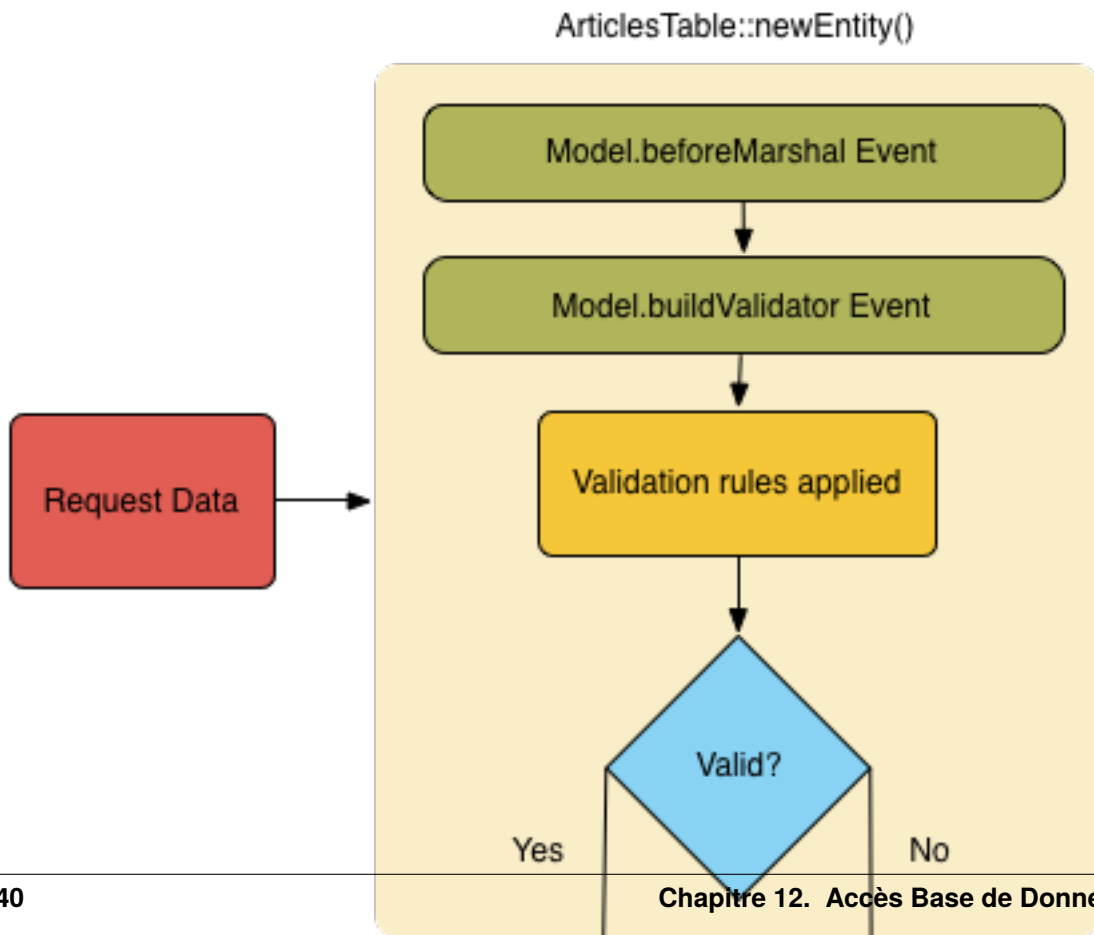 ArticlesTable::newEntity()
Model.beforeMarshal Event
Model.buildValidator Event
Validation rules applied
Request Data
Valid?
Yes No
40 Chapitre 12. Accès Base de Donné